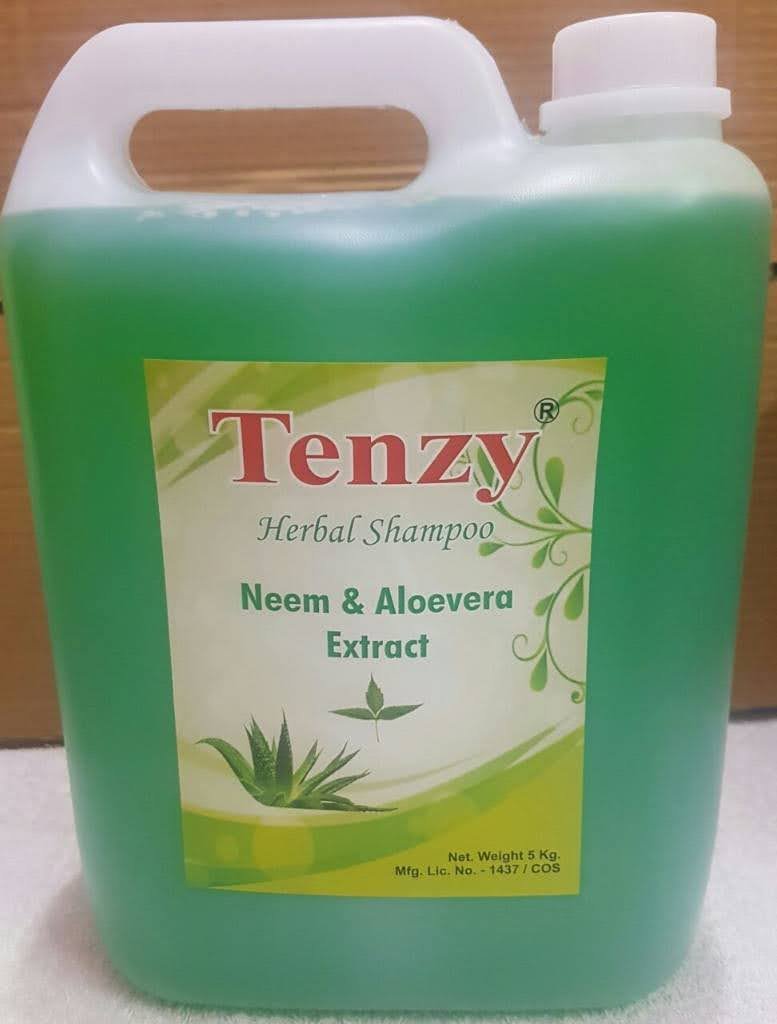 Tenzy®
Herbal Shampoo
Neem & Aloevera
Extract
Net. Weight 5 Kg.
Mfg. Lic. No. - 1437 / COS